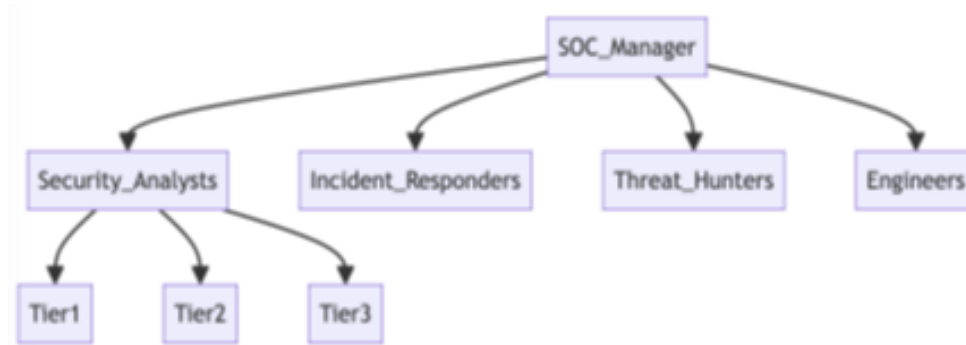 SOC_Manager
Security_Analysts
Incident_Responders
Threat_Hunters
Engineers
Tier1
Tier2
Tier3